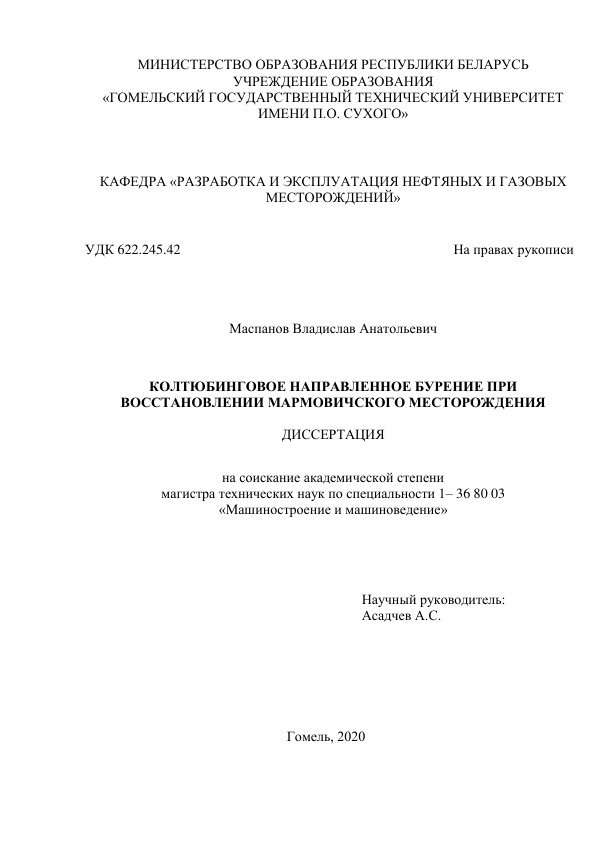 МИНИСТЕРСТВО ОБРАЗОВАНИЯ РЕСПУБЛИКИ БЕЛАРУСЬ
УЧРЕЖДЕНИЕ ОБРАЗОВАНИЯ
«ГОМЕЛЬСКИЙ ГОСУДАРСТВЕННЫЙ ТЕХНИЧЕСКИЙ УНИВЕРСИТЕТ
ИМЕНИ П.О. СУХОГО»
КАФЕДРА «РАЗРАБОТКА И ЭКСПЛУАТАЦИЯ НЕФТЯНЫХ И ГАЗОВЫХ
МЕСТОРОЖДЕНИЙ»
УДК 622.245.42 На правах рукописи
Маспанов Владислав Анатольевич
КОЛТЮБИНГОВОЕ НАПРАВЛЕННОЕ БУРЕНИЕ ПРИ
ВОССТАНОВЛЕНИИ МАРМОВИЧСКОГО МЕСТОРОЖДЕНИЯ
ДИССЕРТАЦИЯ
на соискание академической степени
магистра технических наук по специальности 1– 36 80 03
«Машиностроение и машиноведение»
Научный руководитель:
Асадчев А.С.
Гомель, 2020